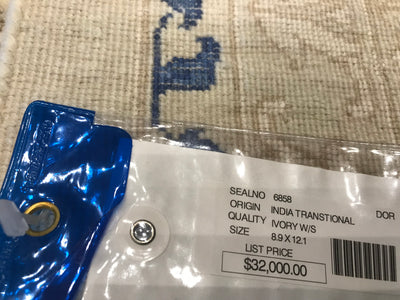 SEALNO 6858
ORIGIN INDIA TRANSTIONAL DOR
QUALITY IVORY W/S
SIZE 8.9 X 12.1
LIST PRICE
$32,000.00